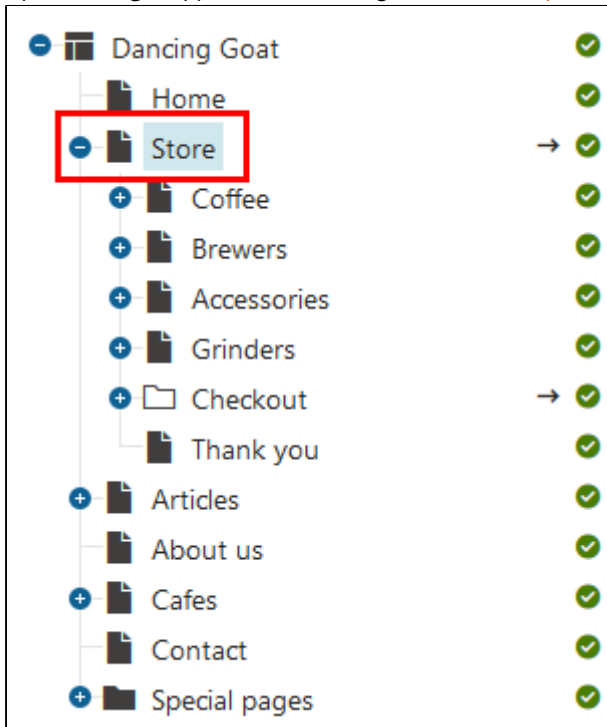 Dancing Goat
Home
Store
Coffee
Brewers
Accessories
Grinders
Checkout
Thank you
Articles
About us
Cafes
Contact
Special pages